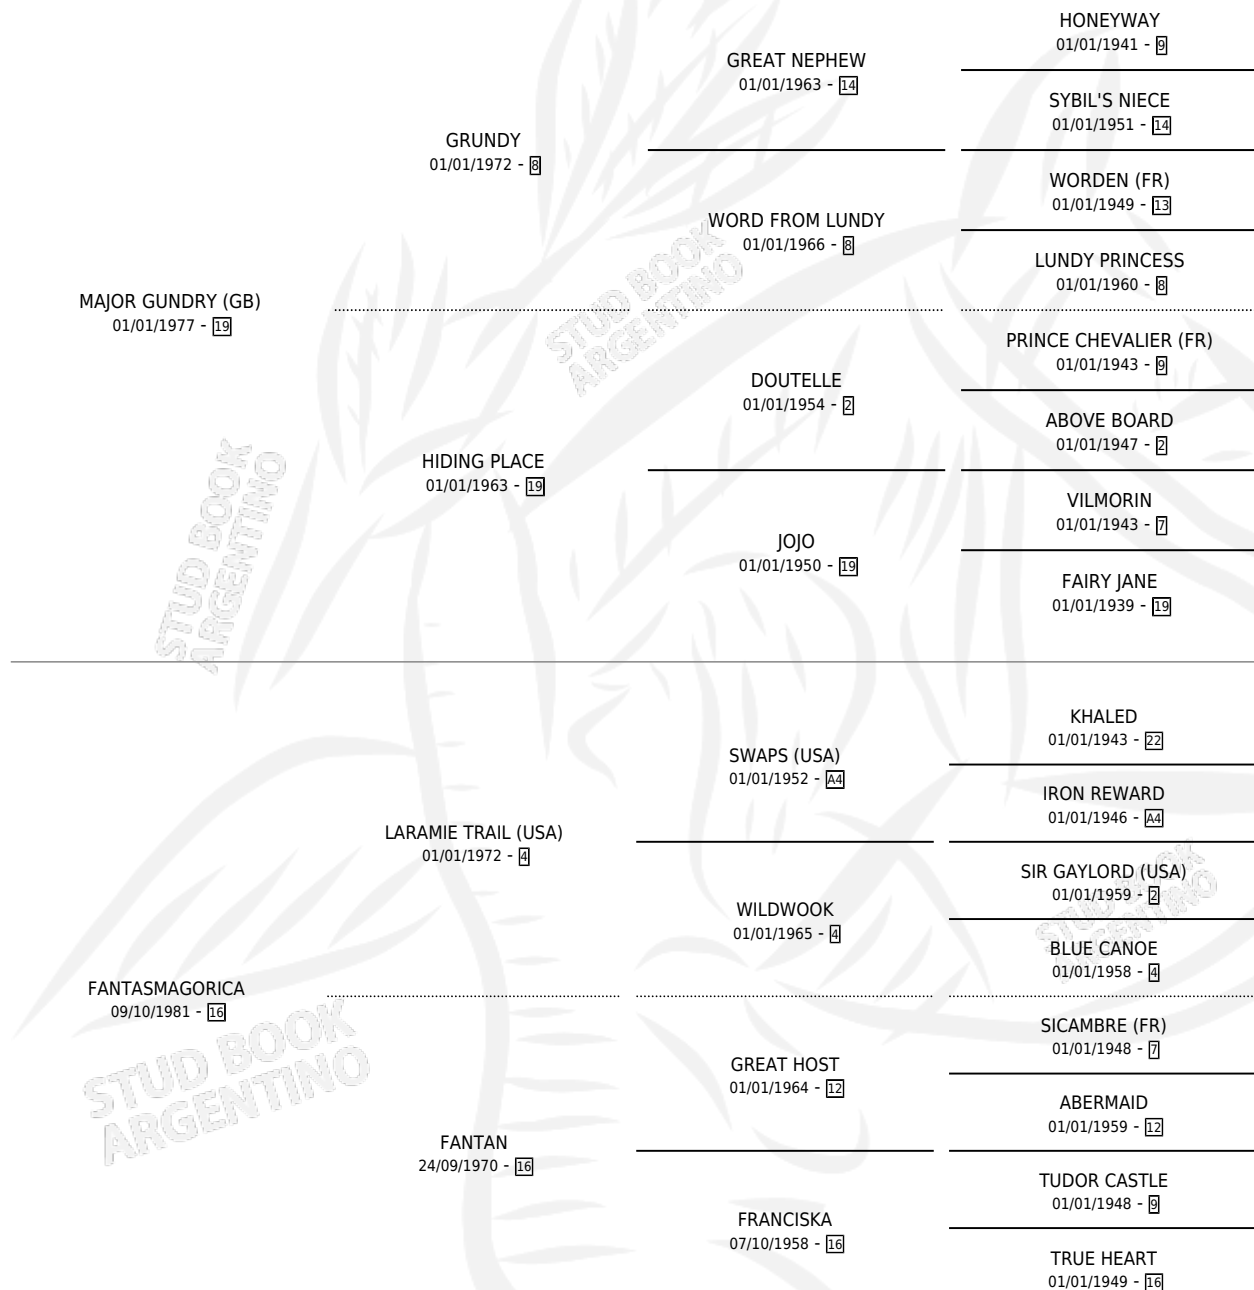 HONEYWAY
01/01/1941 - 9
GREAT NEPHEW
01/01/1963 - 14
SYBIL'S NIECE
01/01/1951 - 14
GRUNDY
01/01/1972 - 8
WORDEN (FR)
01/01/1949 - 13
WORD FROM LUNDY
01/01/1966 - 8
LUNDY PRINCESS
01/01/1960 - 8
MAJOR GUNDRY (GB)
01/01/1977 - 19
PRINCE CHEVALIER (FR)
01/01/1943 - 9
DOUTELLE
01/01/1954 - 2
ABOVE BOARD
01/01/1947 - 2
HIDING PLACE
01/01/1963 - 19
VILMORIN
01/01/1943 - 7
JOJO
01/01/1950 - 19
FAIRY JANE
01/01/1939 - 19
KHALED
01/01/1943 - 22
SWAPS (USA)
01/01/1952 - A4
IRON REWARD
01/01/1946 - A4
LARAMIE TRAIL (USA)
01/01/1972 - 4
SIR GAYLORD (USA)
01/01/1959 - 2
WILDWOOK
01/01/1965 - 4
BLUE CANOE
01/01/1958 - 4
FANTASMAGORICA
09/10/1981 - 16
SICAMBRE (FR)
01/01/1948 - 7
GREAT HOST
01/01/1964 - 12
ABERMAID
01/01/1959 - 12
FANTAN
24/09/1970 - 16
TUDOR CASTLE
01/01/1948 - 9
FRANCISKA
07/10/1958 - 16
TRUE HEART
01/01/1949 - 16
STUD BOOK
ARGENTINO
STUD BOOK
ARGENTINO
STUD BOOK
ARGENTINO
STUD BOOK
ARGENTINO